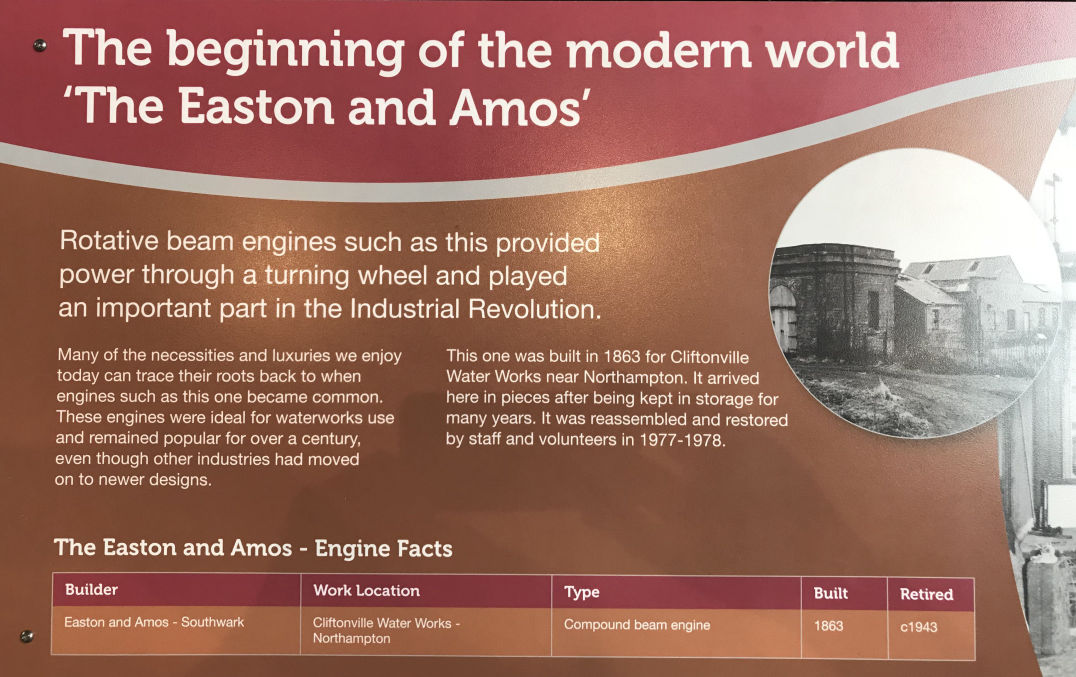 The beginning of the modern world
‘The Easton and Amos’
Rotative beam engines such as this provided
power through a turning wheel and played
an important part in the Industrial Revolution.
Many of the necessities and luxuries we enjoy
today can trace their roots back to when
engines such as this one became common.
These engines were ideal for waterworks use
and remained popular for over a century,
even though other industries had moved
on to newer designs.
This one was built in 1863 for Cliftonville
Water Works near Northampton. It arrived
here in pieces after being kept in storage for
many years. It was reassembled and restored
by staff and volunteers in 1977-1978.
The Easton and Amos - Engine Facts
Builder Work Location Type Built Retired
Easton and Amos - Southwark Cliftonville Water Works - Compound beam engine 1863 c1943
Northampton